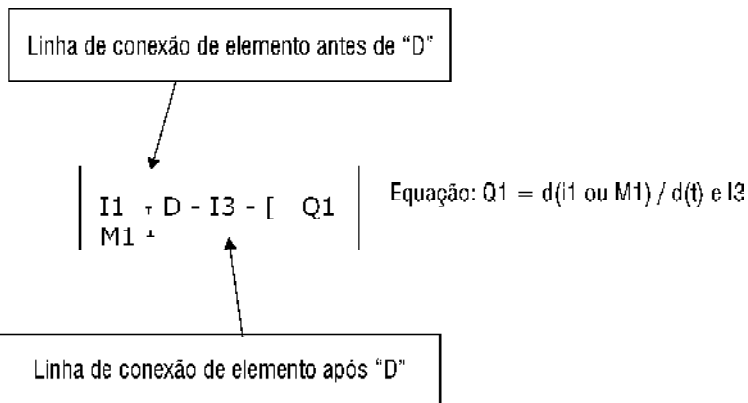 Linha de conexão de elemento antes de “D”
I1 ┬ D - I3 - [ Q1
M1 ┴
Equação: Q1 = d(i1 ou M1) / d(t) e I3
Linha de conexão de elemento após “D”